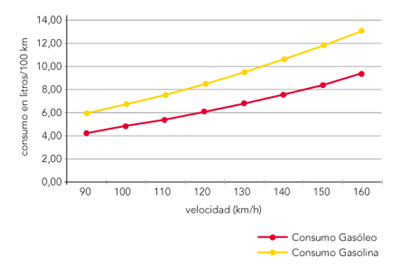 consumo en litros/100 km
14,00
12,00
10,00
8,00
6,00
4,00
2,00
0,00
90 100 110 120 130 140 150 160
velocidad (km/h)
Consumo Gasóleo
Consumo Gasolina